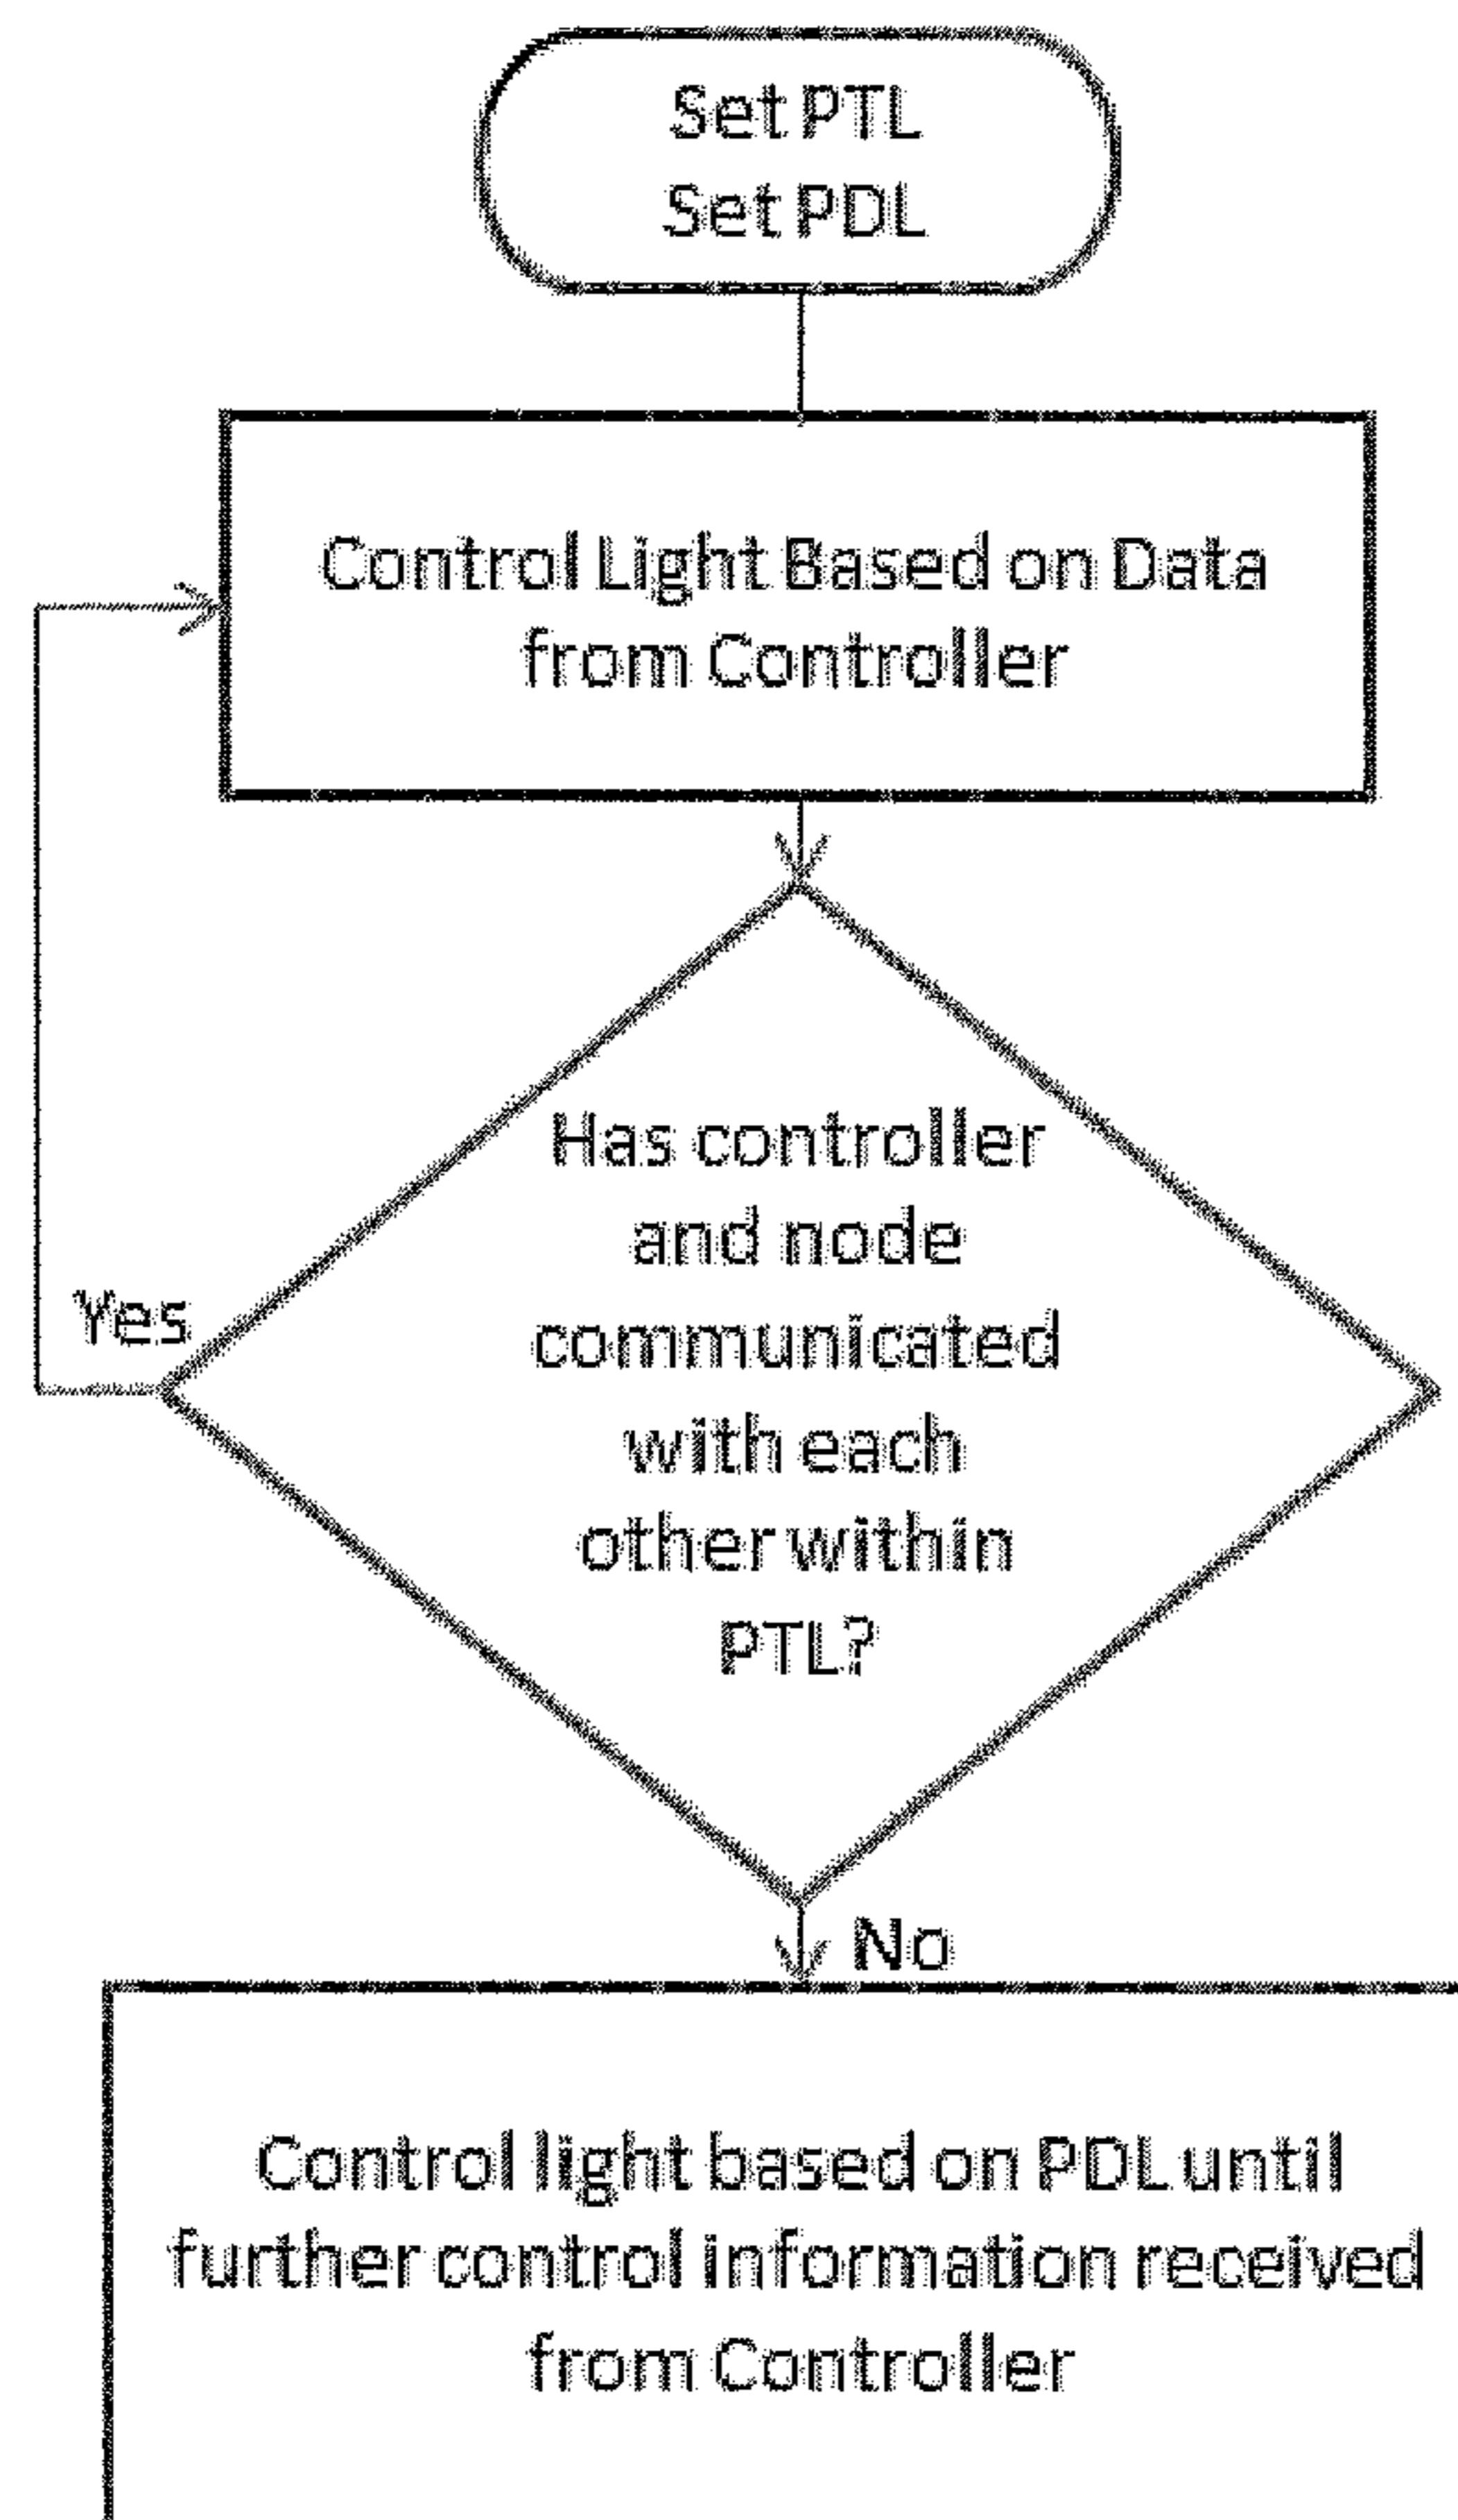 Set PTL
Set PDL
Control Light Based on Data
from Controller
Has controller
and node
communicated
with each
other within
PTL?
Yes
No
Control light based on PDL until
further control information received
from Controller